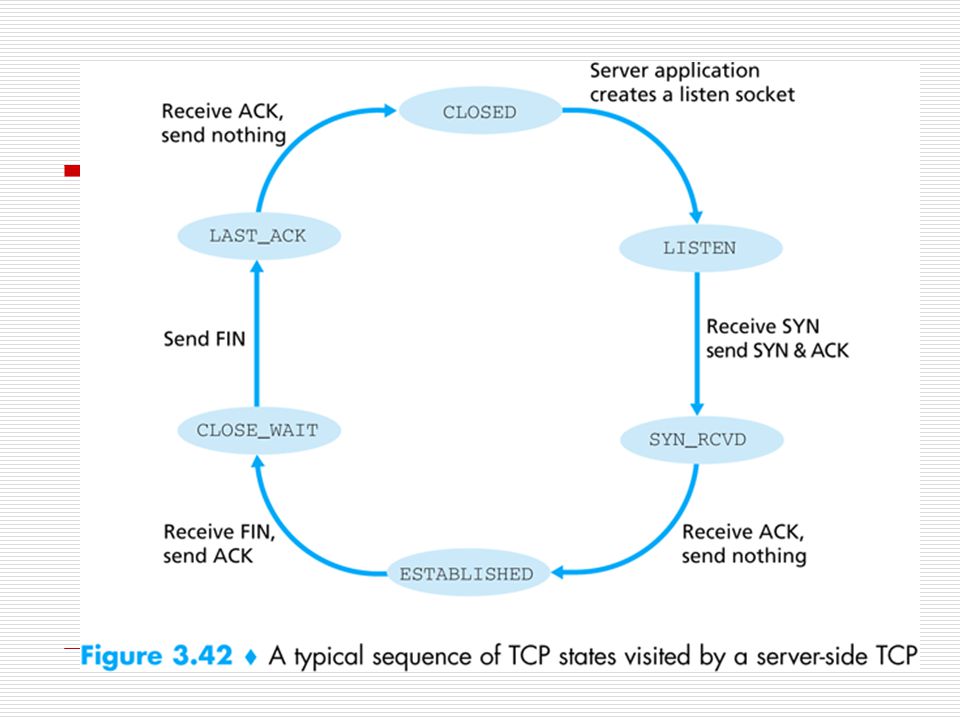 Server application
creates a listen socket
Receive ACK,
send nothing
CLOSED
LAST_ACK
LISTEN
Send FIN
Receive SYN
send SYN & ACK
CLOSE_WAIT
SYN_RCVD
Receive FIN,
send ACK
Receive ACK,
send nothing
ESTABLISHED
Figure 3.42 ♦ A typical sequence of TCP states visited by a server-side TCP